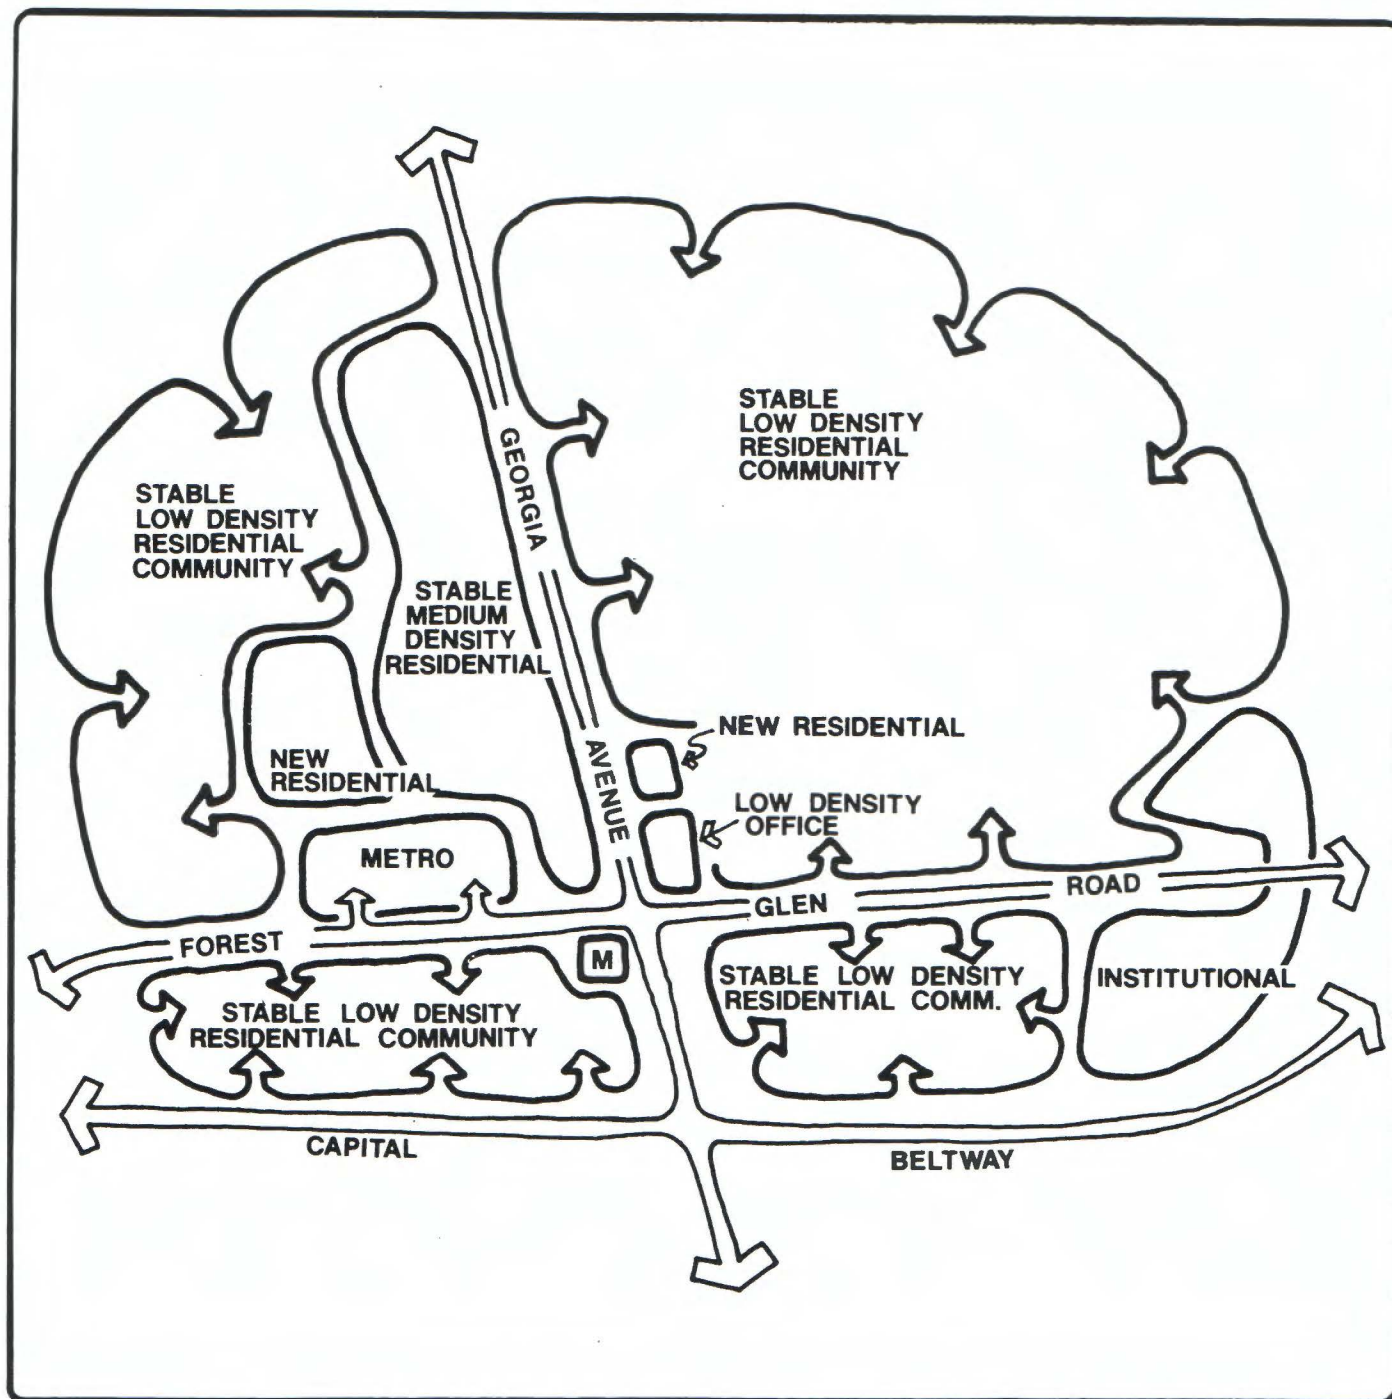 STABLE
LOW DENSITY
RESIDENTIAL
COMMUNITY
GEORGIA
STABLE
LOW DENSITY
RESIDENTIAL
COMMUNITY
STABLE
MEDIUM
DENSITY
RESIDENTIAL
NEW RESIDENTIAL
AVENUE
NEW
RESIDENTIAL
LOW DENSITY
OFFICE
METRO
ROAD
GLEN
FOREST
M
STABLE LOW DENSITY
RESIDENTIAL COMM.
INSTITUTIONAL
STABLE LOW DENSITY
RESIDENTIAL COMMUNITY
CAPITAL
BELTWAY